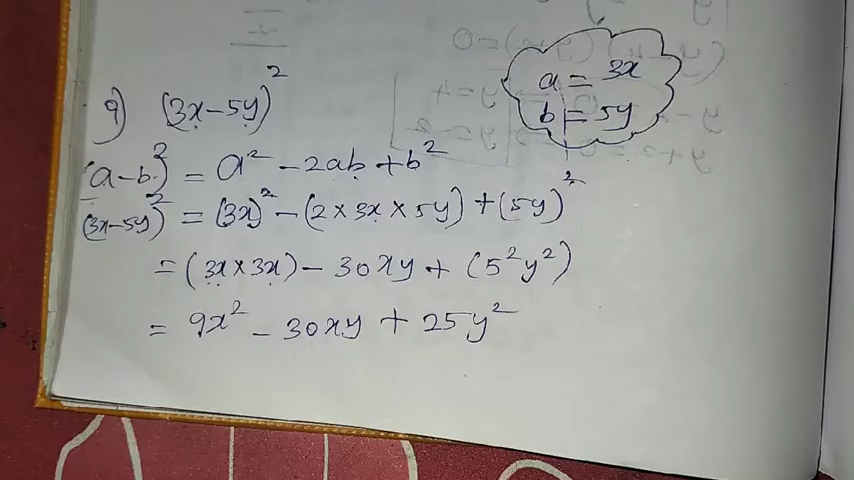 a = 3x
b = 5y
9) (3x-5y)²
(a-b)² = a² - 2ab + b²
(3x-5y)² = (3x)² - (2 × 3x × 5y) + (5y)²
= (3x × 3x) - 30xy + (5²y²)
= 9x² - 30xy + 25y²